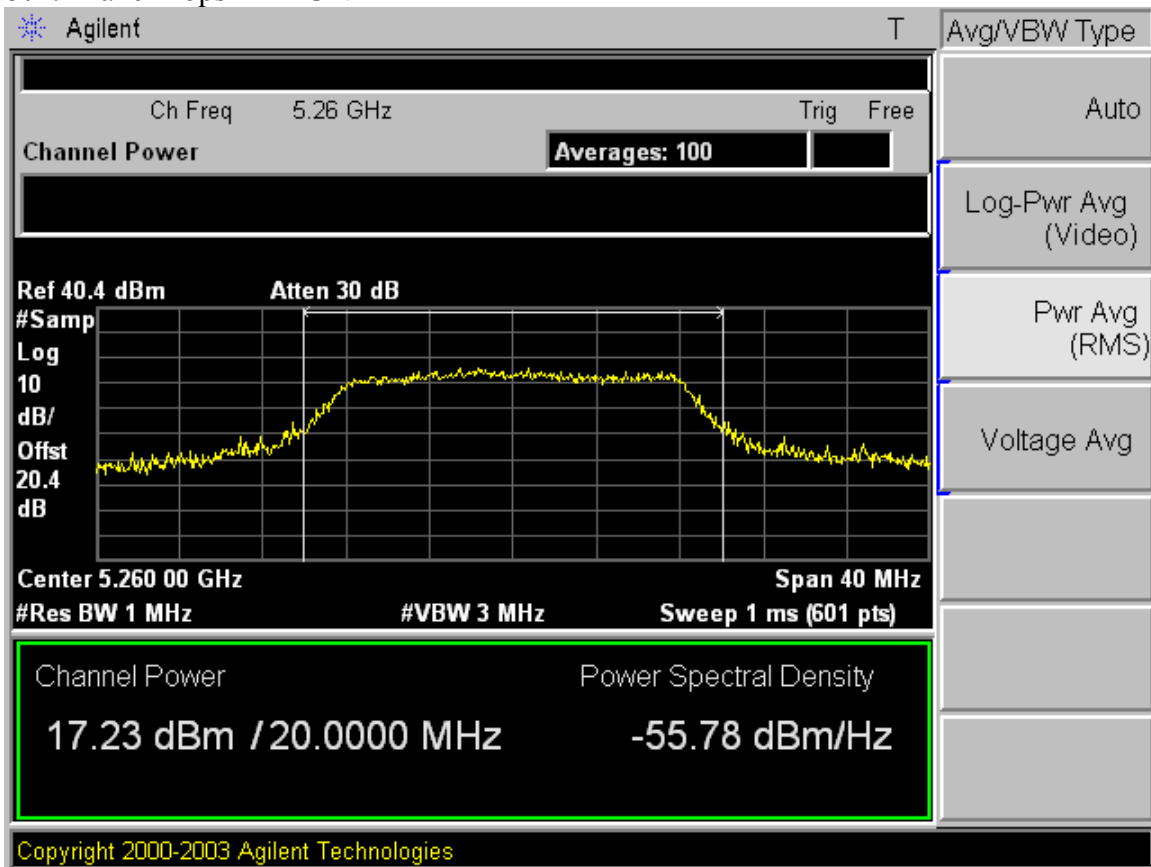 Agilent T Avg/VBW Type
Ch Freq 5.26 GHz Trig Free
Channel Power Averages: 100
Auto
Log-Pwr Avg
(Video)
Pwr Avg
(RMS)
Voltage Avg
Ref 40.4 dBm Atten 30 dB
#Samp
Log
10
dB/
Offst
20.4
dB
Center 5.260 00 GHz Span 40 MHz
#Res BW 1 MHz #VBW 3 MHz Sweep 1 ms (601 pts)
Channel Power Power Spectral Density
17.23 dBm / 20.0000 MHz -55.78 dBm/Hz
Copyright 2000-2003 Agilent Technologies